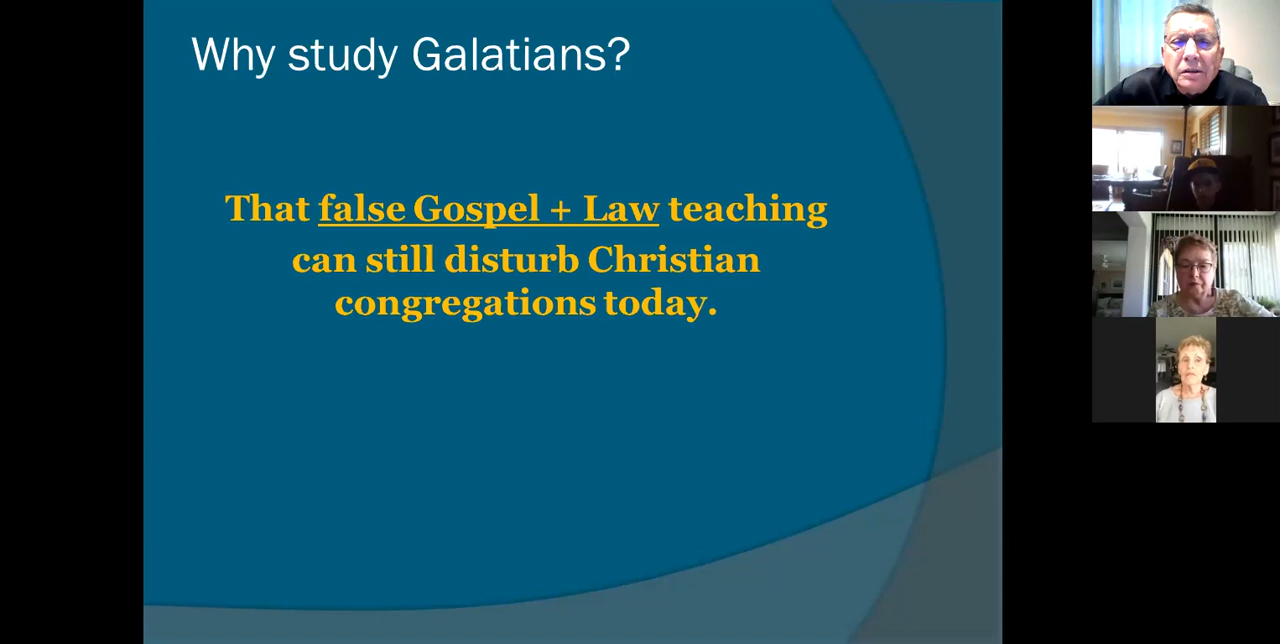 Why study Galatians?
That false Gospel + Law teaching
can still disturb Christian
congregations today.